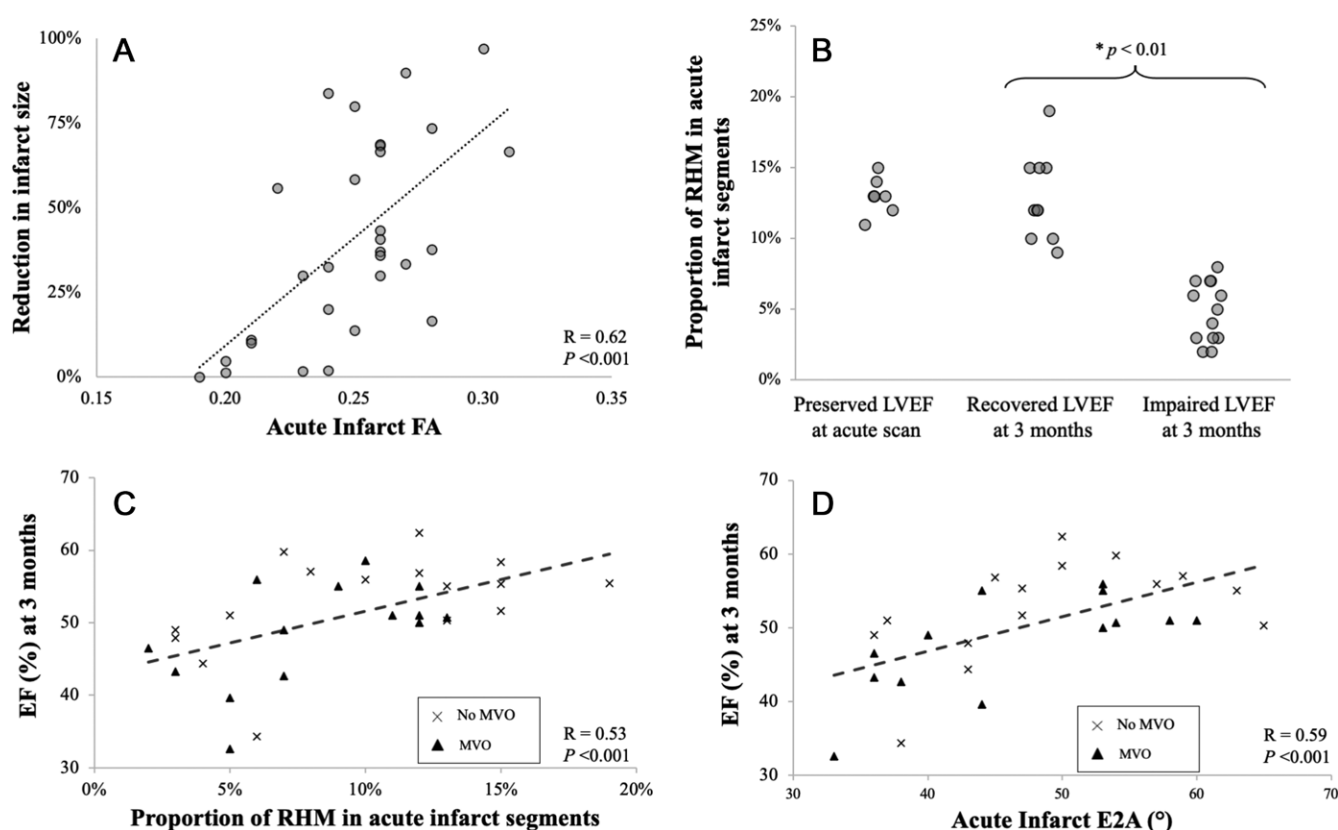 A
100%
75%
50%
25%
0%
0.15
0.20
0.25
0.30
0.35
Reduction in infarct size
Acute Infarct FA
R = 0.62
P <0.001
B
25%
20%
15%
10%
5%
0%
Proportion of RHM in acute
infarct segments
* p < 0.01
Preserved LVEF
at acute scan
Recovered LVEF
at 3 months
Impaired LVEF
at 3 months
C
70
60
50
40
30
0%
5%
10%
15%
20%
EF (%) at 3 months
Proportion of RHM in acute infarct segments
No MVO
MVO
R = 0.53
P <0.001
D
70
60
50
40
30
30
40
50
60
70
EF (%) at 3 months
Acute Infarct E2A (°)
No MVO
MVO
R = 0.59
P <0.001